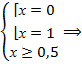 { [x = 0
[x = 1 ⟹
x ≥ 0,5